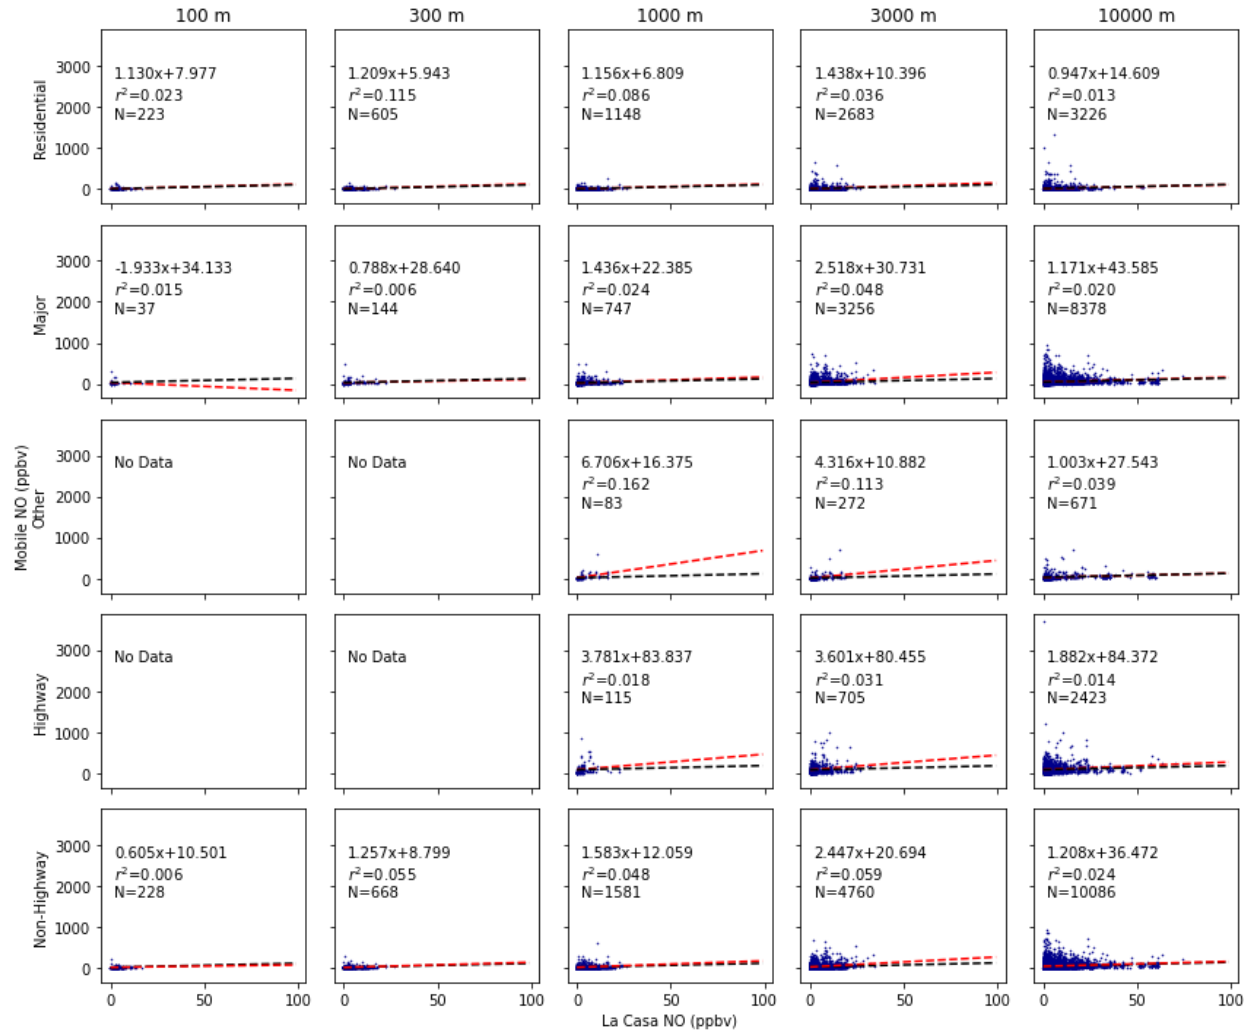 100 m
300 m
1000 m
3000 m
10000 m
Residential
3000
2000
1000
0
1.130x+7.977
r²=0.023
N=223
1.209x+5.943
r²=0.115
N=605
1.156x+6.809
r²=0.086
N=1148
1.438x+10.396
r²=0.036
N=2683
0.947x+14.609
r²=0.013
N=3226
Major
3000
2000
1000
0
-1.933x+34.133
r²=0.015
N=37
0.788x+28.640
r²=0.006
N=144
1.436x+22.385
r²=0.024
N=747
2.518x+30.731
r²=0.048
N=3256
1.171x+43.585
r²=0.020
N=8378
Mobile NO (ppbv)
Other
3000
2000
1000
0
No Data
No Data
6.706x+16.375
r²=0.162
N=83
4.316x+10.882
r²=0.113
N=272
1.003x+27.543
r²=0.039
N=671
Highway
3000
2000
1000
0
No Data
No Data
3.781x+83.837
r²=0.018
N=115
3.601x+80.455
r²=0.031
N=705
1.882x+84.372
r²=0.014
N=2423
Non-Highway
3000
2000
1000
0
0.605x+10.501
r²=0.006
N=228
1.257x+8.799
r²=0.055
N=668
1.583x+12.059
r²=0.048
N=1581
2.447x+20.694
r²=0.059
N=4760
1.208x+36.472
r²=0.024
N=10086
0 50 100
0 50 100
0 50 100
0 50 100
0 50 100
La Casa NO (ppbv)